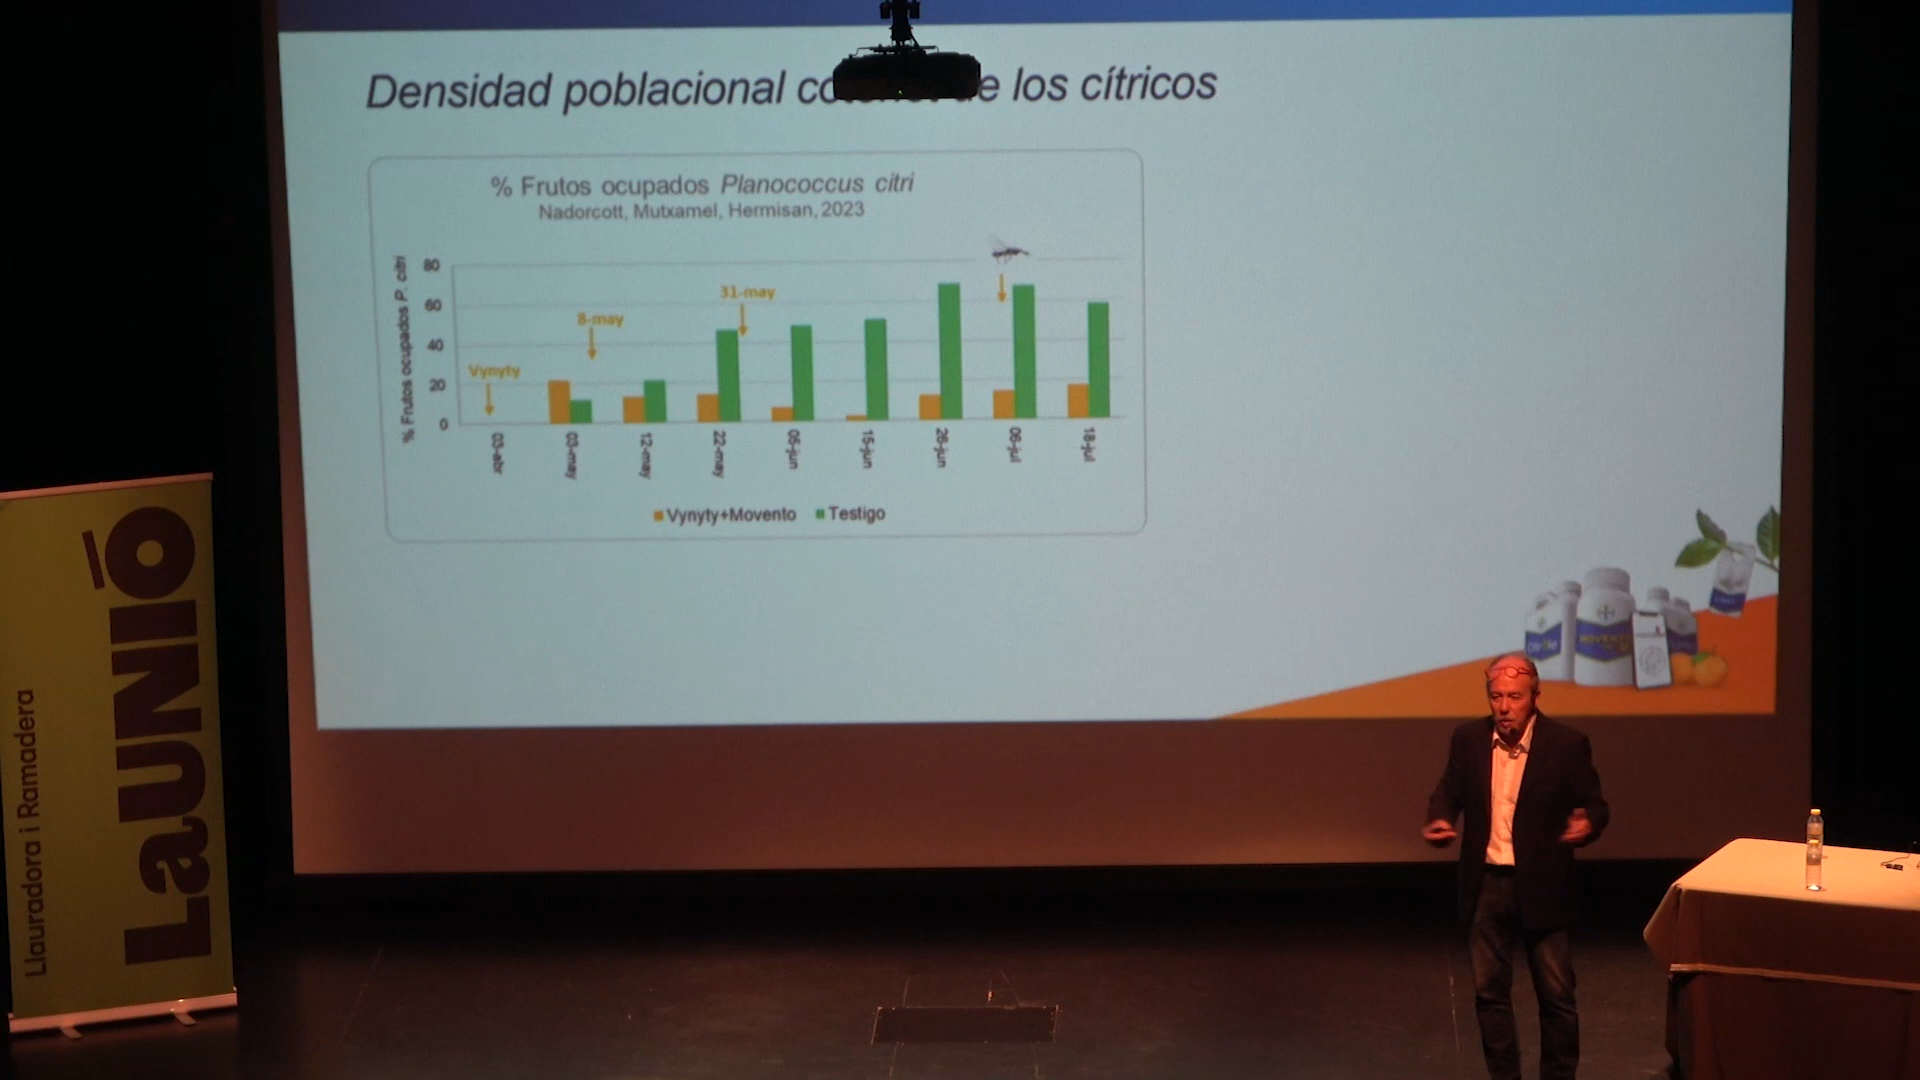 Densidad poblacional co e los cítricos
% Frutos ocupados Planococcus citri
Nadorcott, Mutxamel, Hermisan, 2023
% Frutos ocupados P. citri
80
60
40
20
0
Vynyty
8-may
31-may
03-abr
03-may
12-may
22-may
05-jun
15-jun
26-jun
06-jul
18-jul
Vynyty+Movento
Testigo
LaUNIÓ
Llauradora i Ramadera
MOVENTO